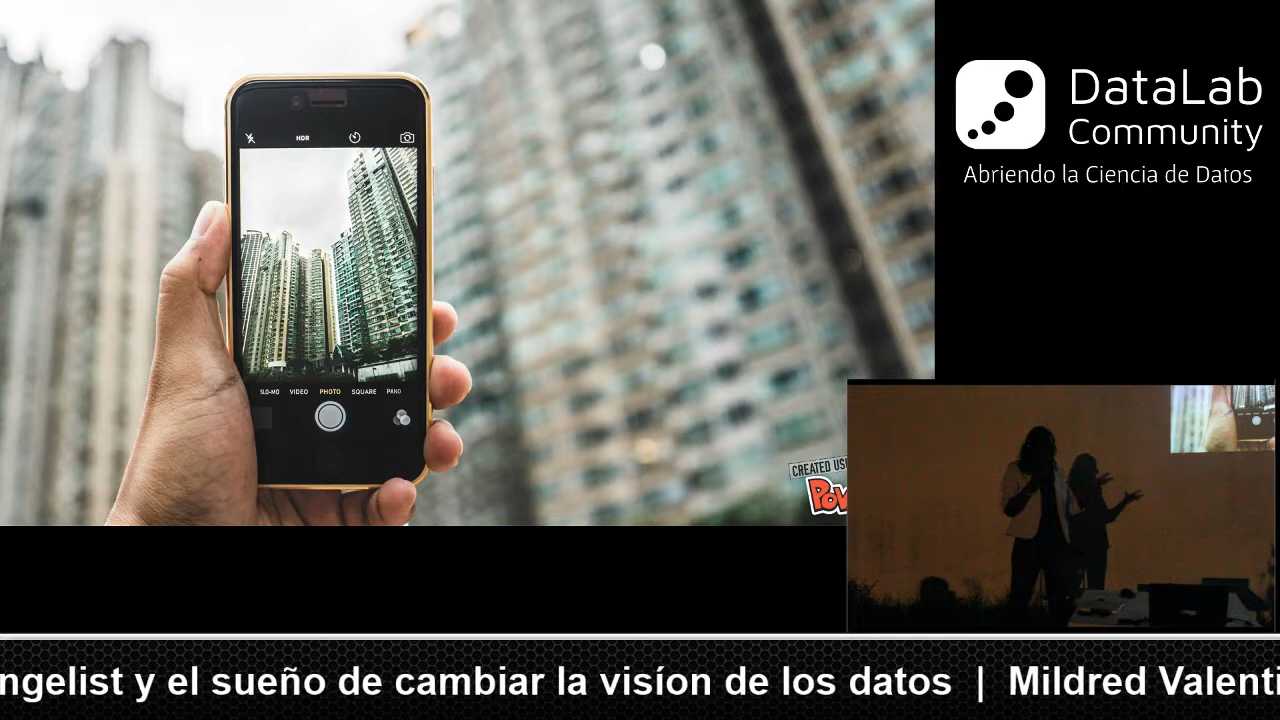 HDR
SLO-MO VIDEO PHOTO SQUARE PANO
CREATED US
POW
DataLab
Community
Abriendo la Ciencia de Datos
ngelist y el sueño de cambiar la visíon de los datos | Mildred Valenti